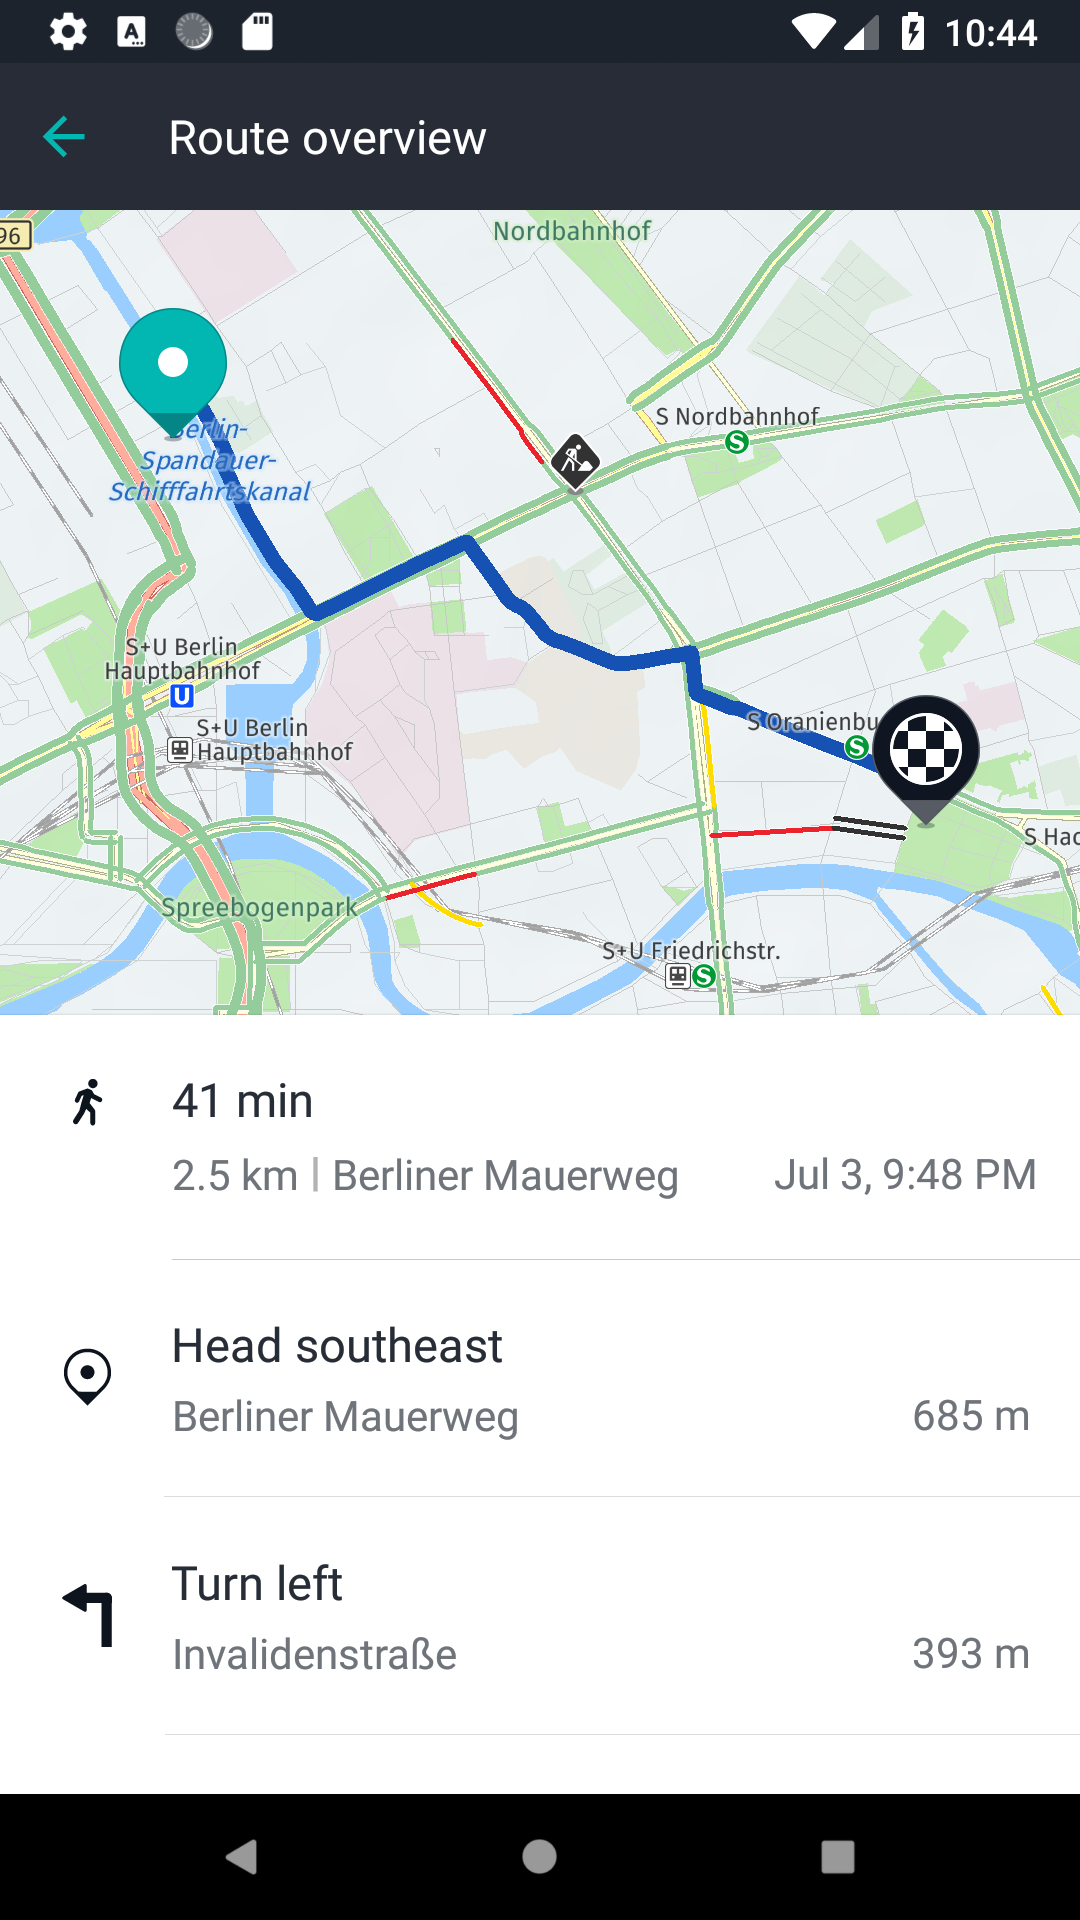 10:44
Route overview
96
Nordbahnhof
S Nordbahnhof
S
Berlin-
Spandauer-
Schifffahrtskanal
S+U Berlin
Hauptbahnhof
U
S+U Berlin
Hauptbahnhof
S Oranienbu
S
S Hac
Spreebogenpark
S+U Friedrichstr.
S
41 min
2.5 km | Berliner Mauerweg
Jul 3, 9:48 PM
Head southeast
Berliner Mauerweg
685 m
Turn left
Invalidenstraße
393 m